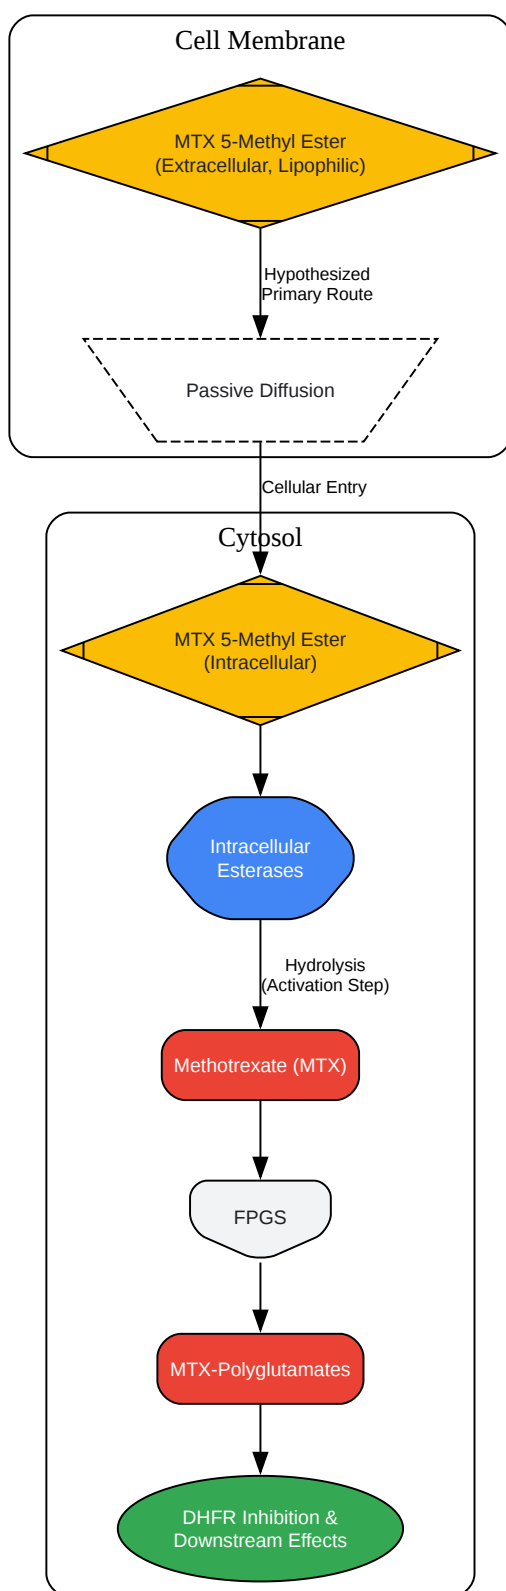 Cell Membrane
MTX 5-Methyl Ester
(Extracellular, Lipophilic)
Hypothesized
Primary Route
Passive Diffusion
Cellular Entry
Cytosol
MTX 5-Methyl Ester
(Intracellular)
Intracellular
Esterases
Hydrolysis
(Activation Step)
Methotrexate (MTX)
FPGS
MTX-Polyglutamates
DHFR Inhibition &
Downstream Effects